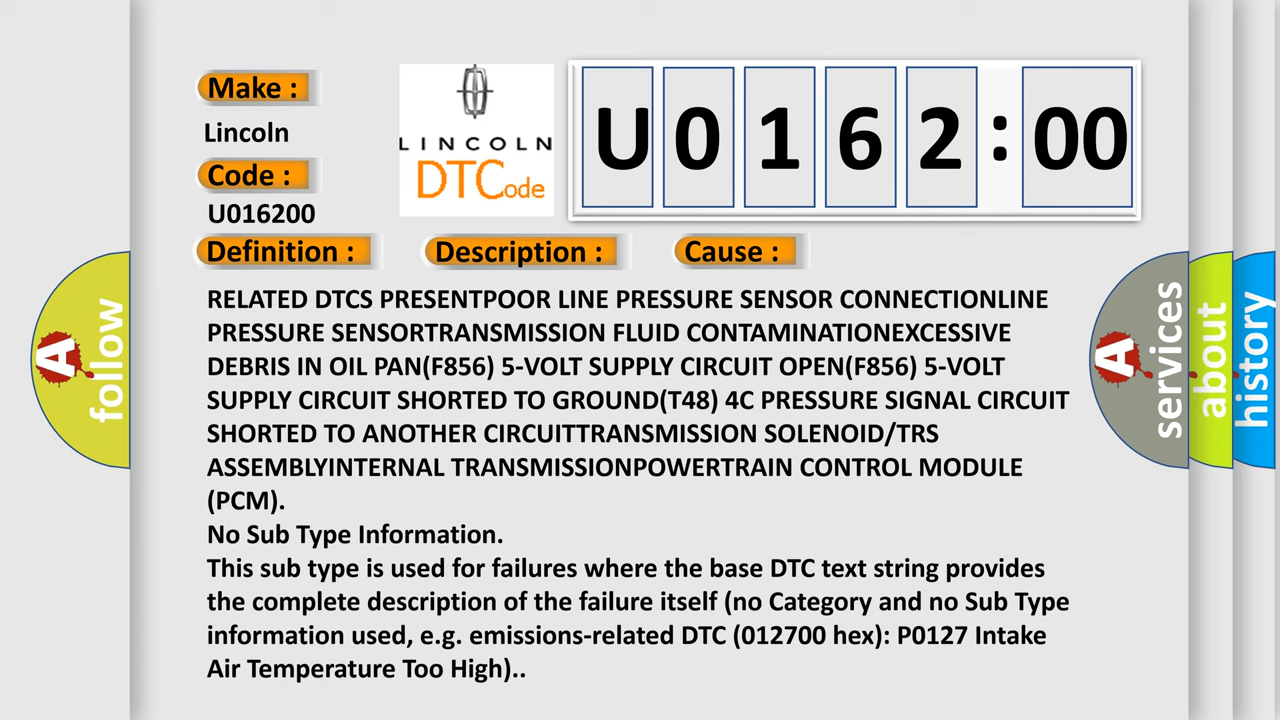 Make :
Lincoln
Code :
U016200
LINCOLN
DTCode
U0162:00
Definition :
Description :
Cause :
RELATED DTCS PRESENTPOOR LINE PRESSURE SENSOR CONNECTIONLINE
PRESSURE SENSORTRANSMISSION FLUID CONTAMINATIONEXCESSIVE
DEBRIS IN OIL PAN(F856) 5-VOLT SUPPLY CIRCUIT OPEN(F856) 5-VOLT
SUPPLY CIRCUIT SHORTED TO GROUND(T48) 4C PRESSURE SIGNAL CIRCUIT
SHORTED TO ANOTHER CIRCUITTRANSMISSION SOLENOID/TRS
ASSEMBLYINTERNAL TRANSMISSIONPOWERTRAIN CONTROL MODULE
(PCM).
No Sub Type Information.
This sub type is used for failures where the base DTC text string provides
the complete description of the failure itself (no Category and no Sub Type
information used, e.g. emissions-related DTC (012700 hex): P0127 Intake
Air Temperature Too High)..
A follow
A services
about
history